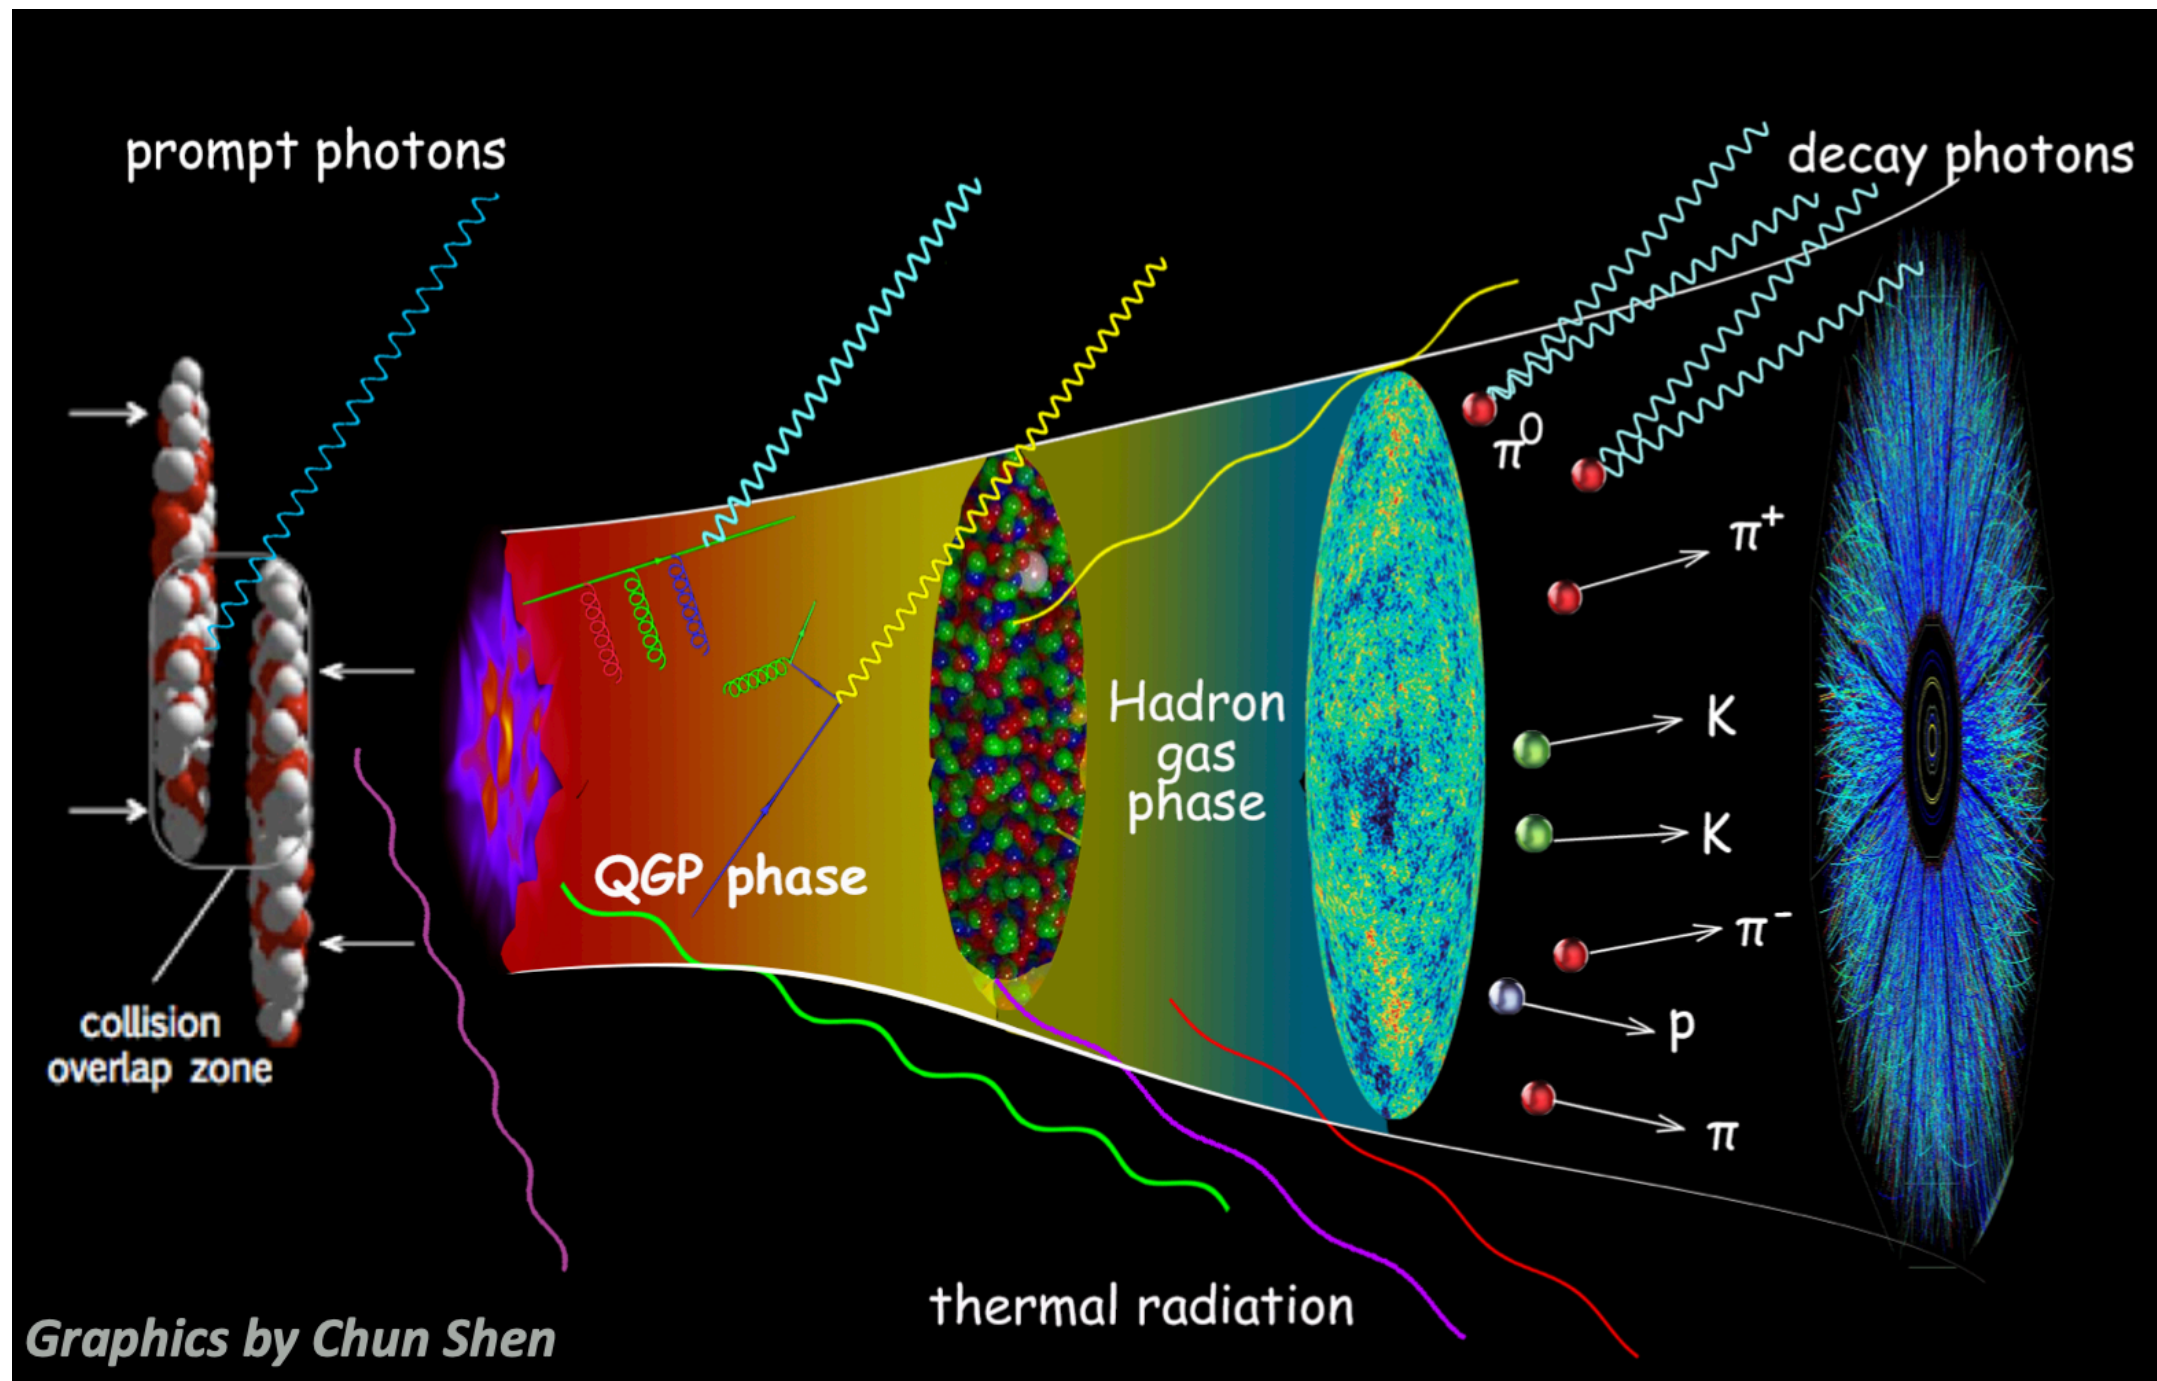 prompt photons
decay photons
π⁰
π⁺
Hadron
gas
phase
K
K
QGP phase
π⁻
p
collision
overlap zone
π
thermal radiation
Graphics by Chun Shen